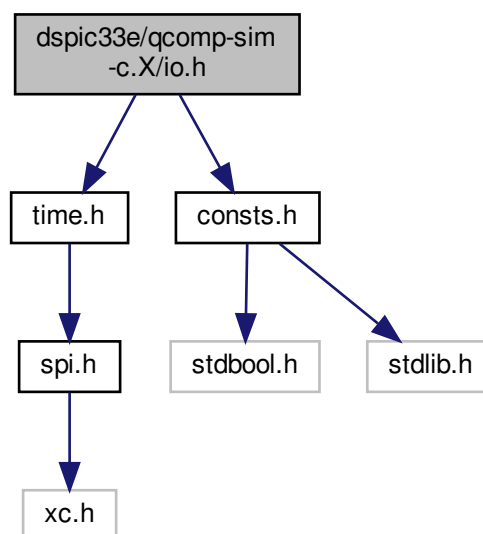 dspic33e/qcomp-sim
-c.X/io.h
time.h
consts.h
spi.h
stdbool.h
stdlib.h
xc.h